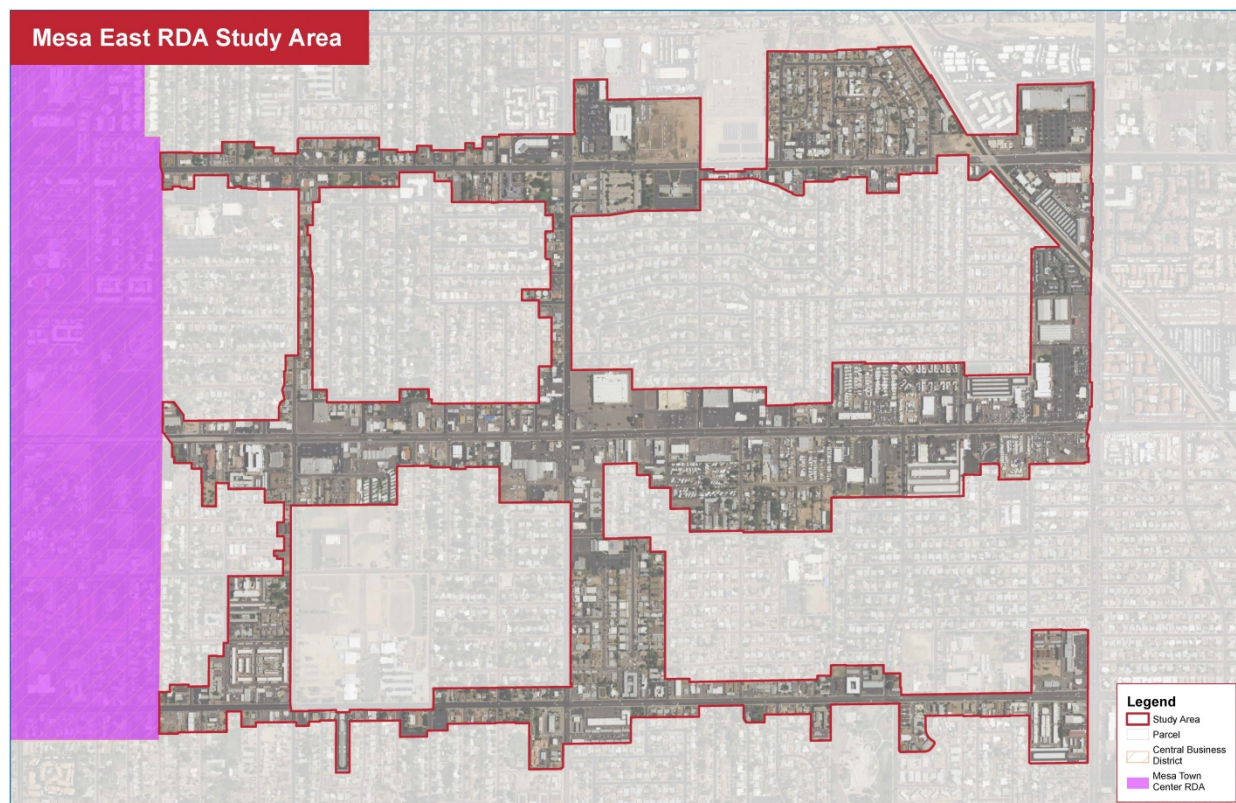 Mesa East RDA Study Area
Legend
Study Area
Parcel
Central Business
District
Mesa Town
Center RDA